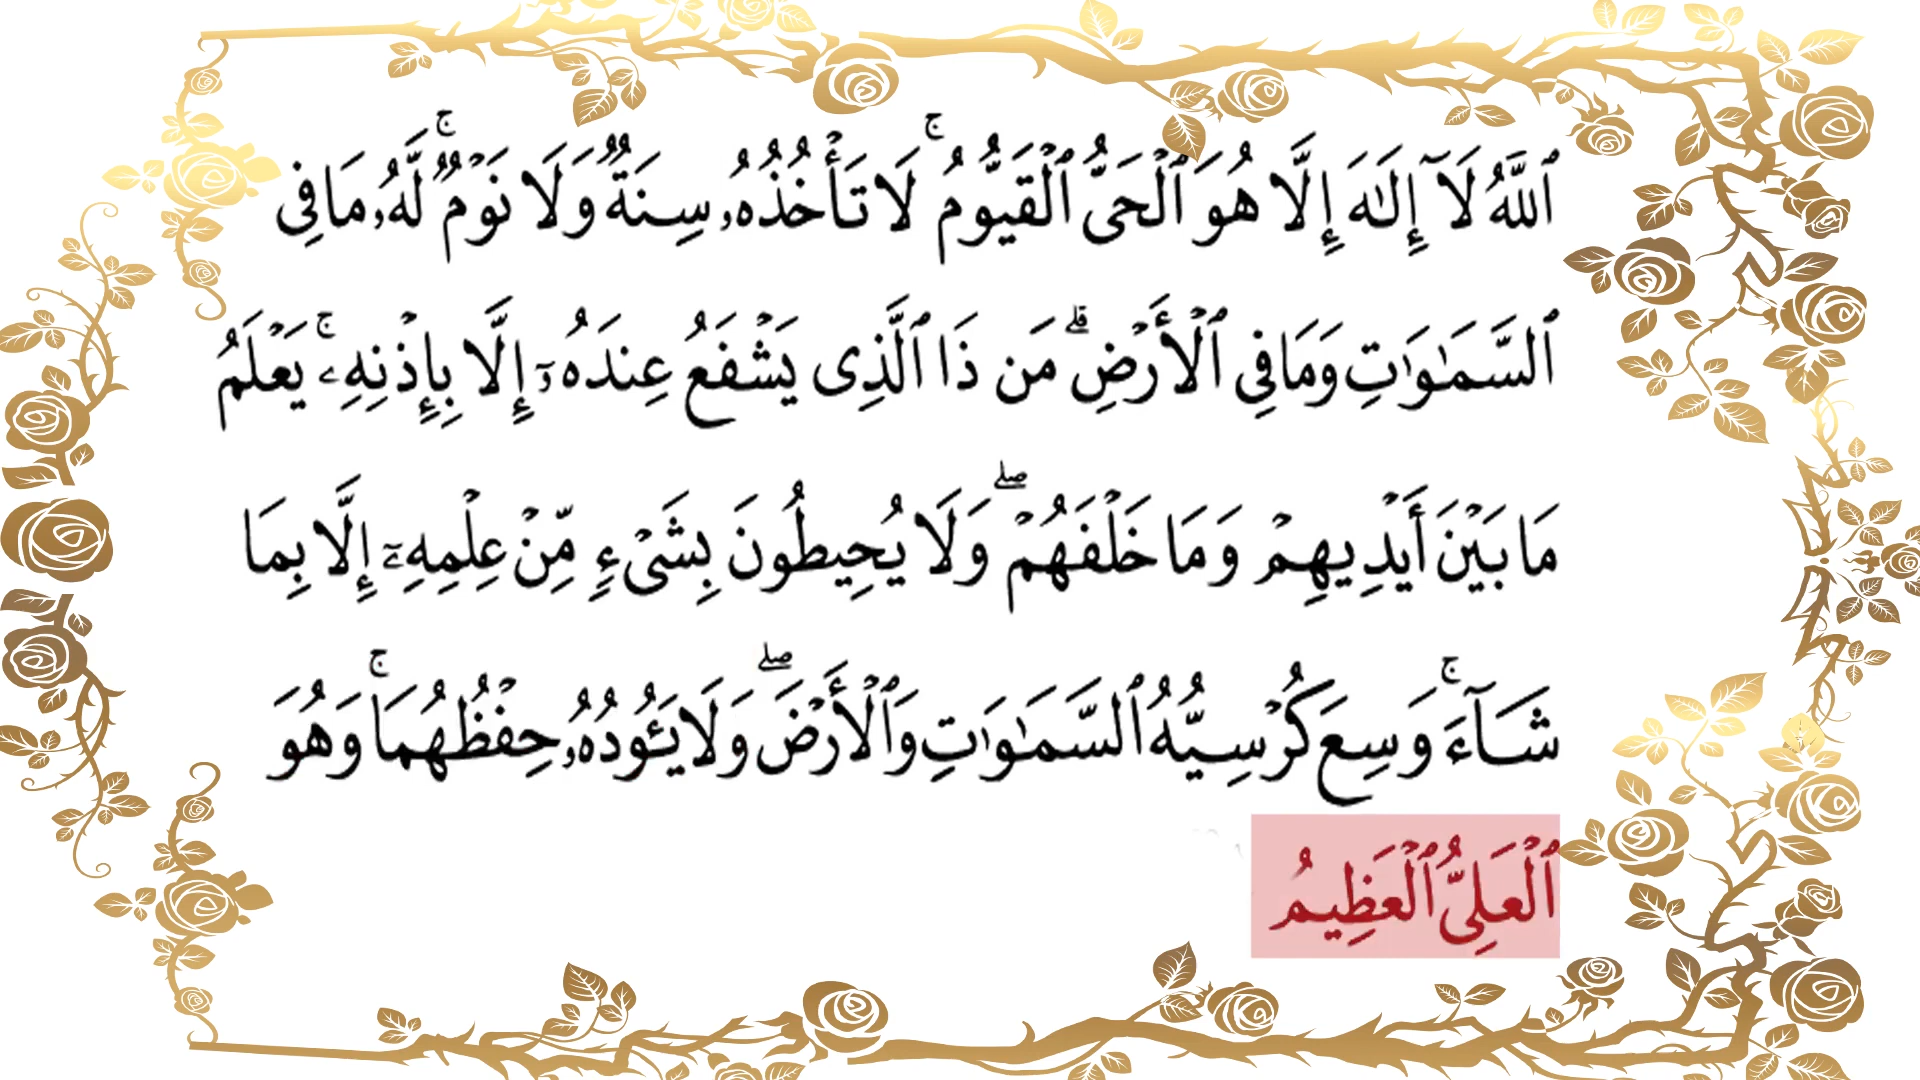 ٱللَّهُ لَآ إِلَـٰهَ إِلَّا هُوَ ٱلْحَىُّ ٱلْقَيُّومُ ۚ لَا تَأْخُذُهُۥ سِنَةٌ وَلَا نَوْمٌ ۚ لَّهُۥ مَا فِى
ٱلسَّمَـٰوَٰتِ وَمَا فِى ٱلْأَرْضِ ۗ مَن ذَا ٱلَّذِى يَشْفَعُ عِندَهُۥٓ إِلَّا بِإِذْنِهِۦ ۚ يَعْلَمُ
مَا بَيْنَ أَيْدِيهِمْ وَمَا خَلْفَهُمْ ۖ وَلَا يُحِيطُونَ بِشَىْءٍ مِّنْ عِلْمِهِۦٓ إِلَّا بِمَا
شَآءَ ۚ وَسِعَ كُرْسِيُّهُ ٱلسَّمَـٰوَٰتِ وَٱلْأَرْضَ ۖ وَلَا يَـُٔودُهُۥ حِفْظُهُمَا ۚ وَهُوَ
ٱلْعَلِىُّ ٱلْعَظِيمُ